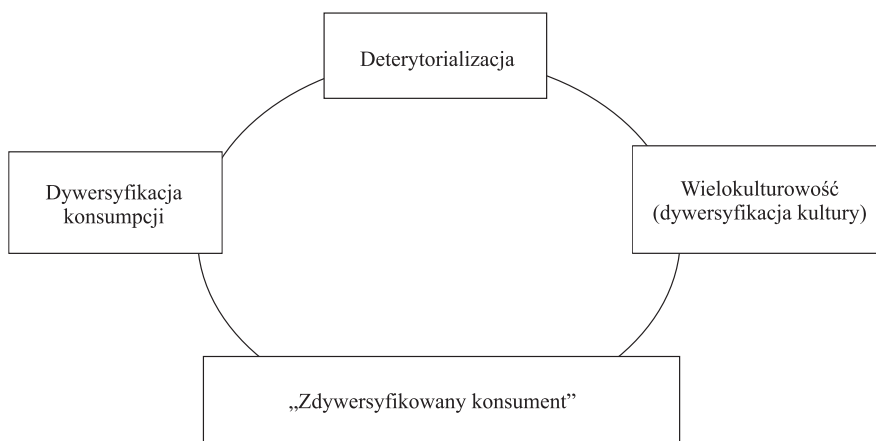 Deterytorializacja
Dywersyfikacja
konsumpcji
Wielokulturowość
(dywersyfikacja kultury)
„Zdywersyfikowany konsument”